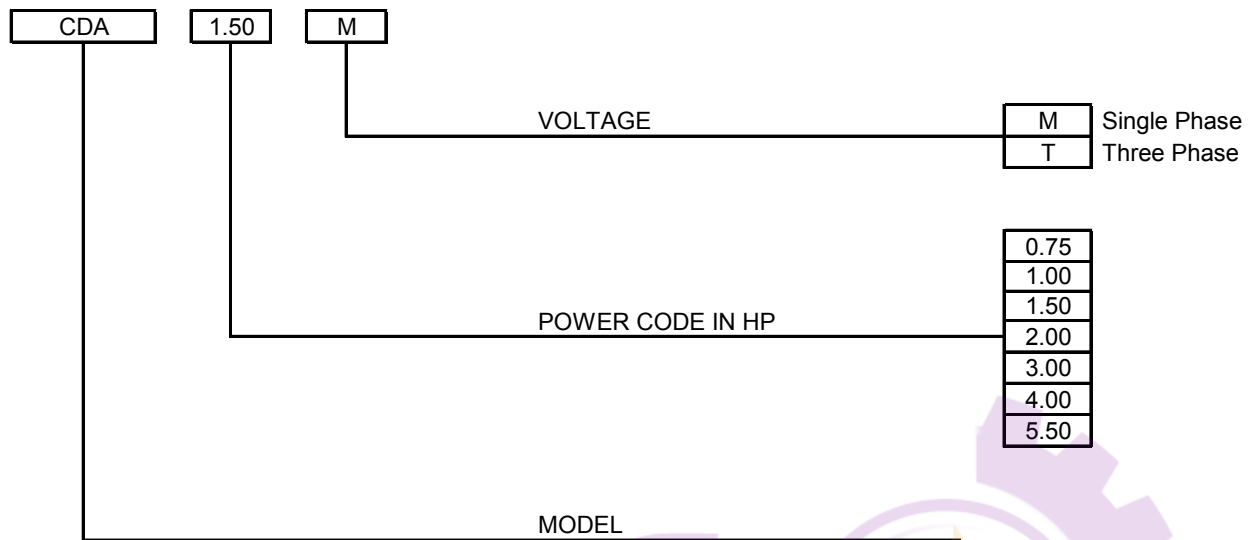 CDA 1.50 M
VOLTAGE
M Single Phase
T Three Phase
0.75
1.00
1.50
POWER CODE IN HP
2.00
3.00
4.00
5.50
MODEL